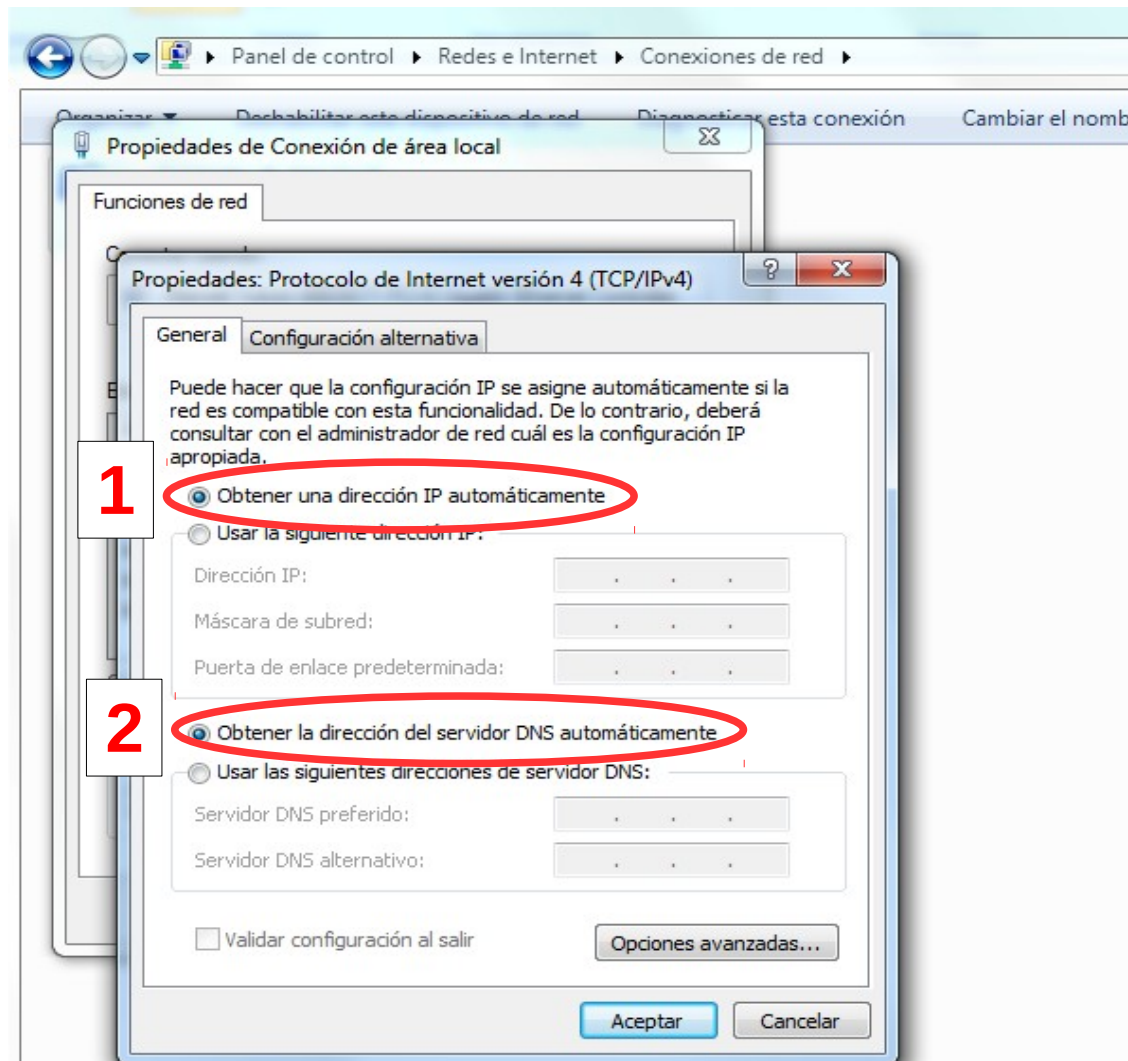 Panel de control Redes e Internet Conexiones de red
Organizar Deshabilitar este dispositivo de red Diagnosticar esta conexión Cambiar el nomb
Propiedades de Conexión de área local
Funciones de red
Propiedades: Protocolo de Internet versión 4 (TCP/IPv4)
General Configuración alternativa
Puede hacer que la configuración IP se asigne automáticamente si la
red es compatible con esta funcionalidad. De lo contrario, deberá
consultar con el administrador de red cuál es la configuración IP
apropiada.
1
Obtener una dirección IP automáticamente
Usar la siguiente dirección IP:
Dirección IP: . . .
Máscara de subred: . . .
Puerta de enlace predeterminada: . . .
2
Obtener la dirección del servidor DNS automáticamente
Usar las siguientes direcciones de servidor DNS:
Servidor DNS preferido: . . .
Servidor DNS alternativo: . . .
Validar configuración al salir
Opciones avanzadas...
Aceptar Cancelar